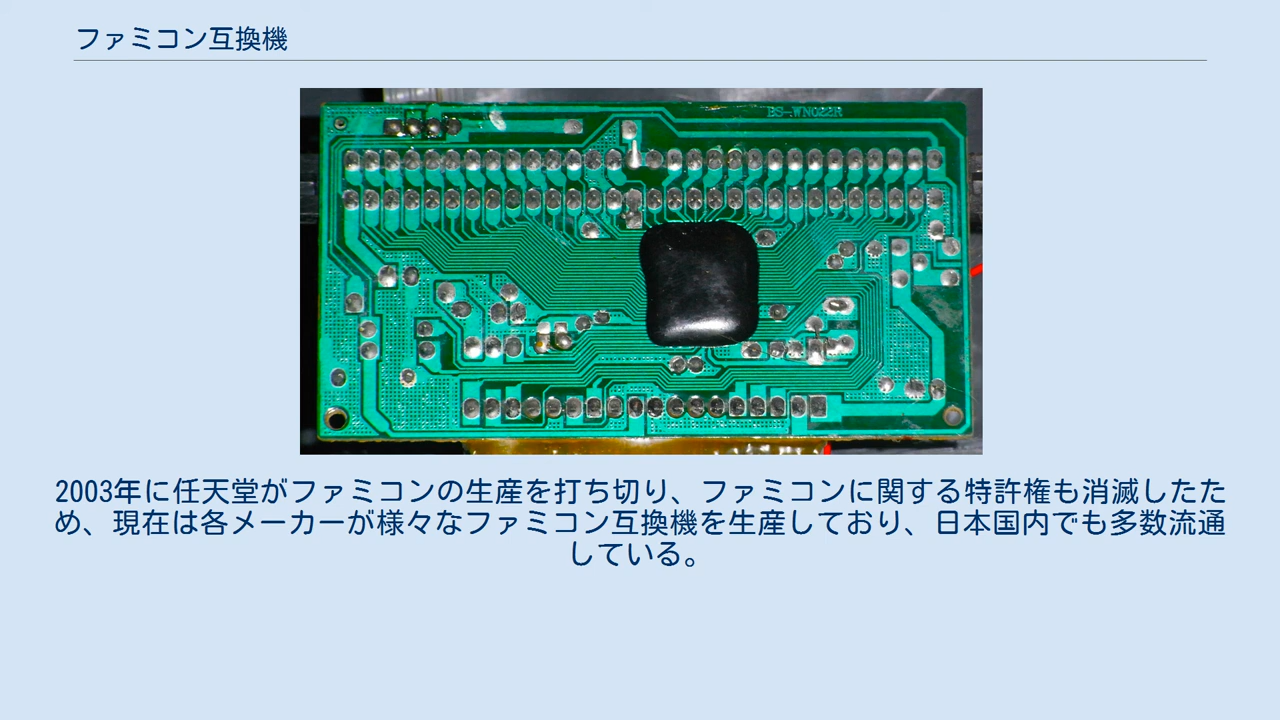 ファミコン互換機
BS-WN022R
2003年に任天堂がファミコンの生産を打ち切り、ファミコンに関する特許権も消滅したた
め、現在は各メーカーが様々なファミコン互換機を生産しており、日本国内でも多数流通
している。